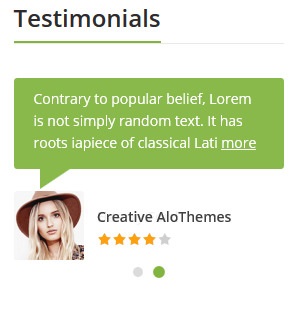 Testimonials
Contrary to popular belief, Lorem
is not simply random text. It has
roots iapiece of classical Lati more
Creative AloThemes